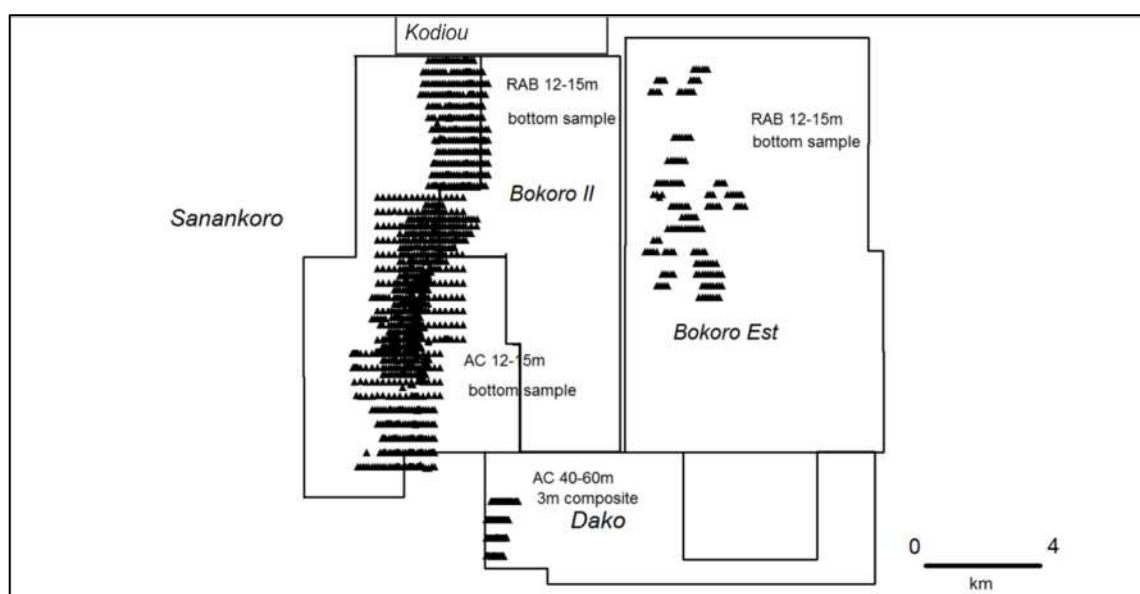 Kodiou
RAB 12-15m
bottom sample
RAB 12-15m
bottom sample
Sanankoro
Bokoro II
Bokoro Est
AC 12-15m
bottom sample
AC 40-60m
3m composite
Dako
0 4
km